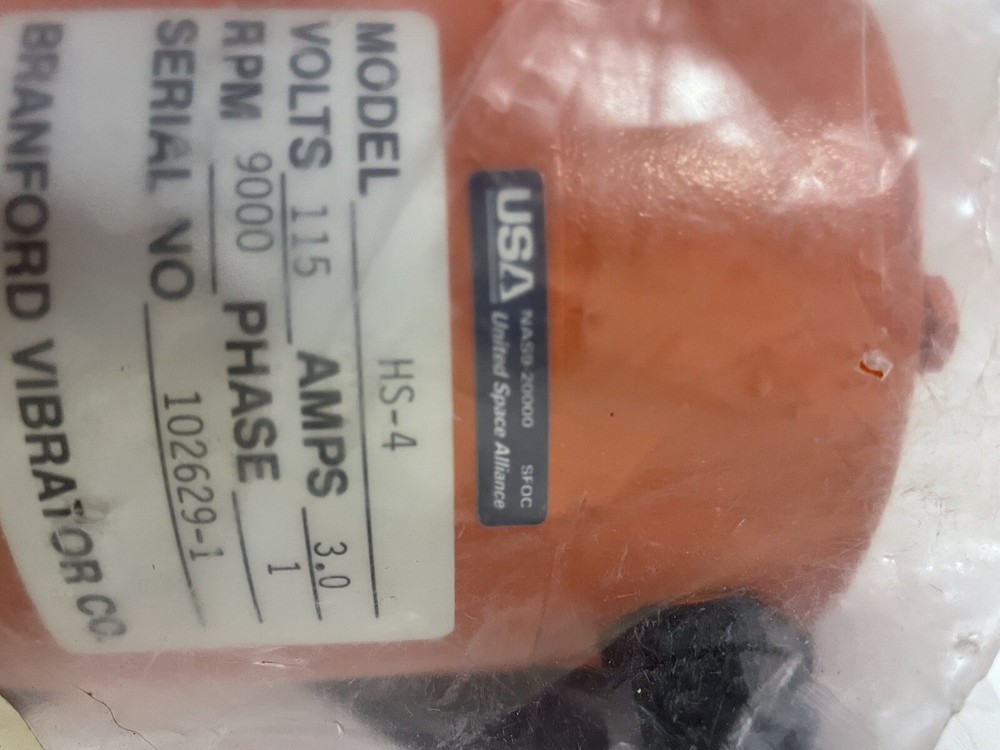 MODEL HS-4
VOLTS 115 AMPS 3.0
RPM 9000 PHASE 1
SERIAL NO 102629-1
BRANFORD VIBRATOR CO.
USA NAS9-20000 SFOC
United Space Alliance